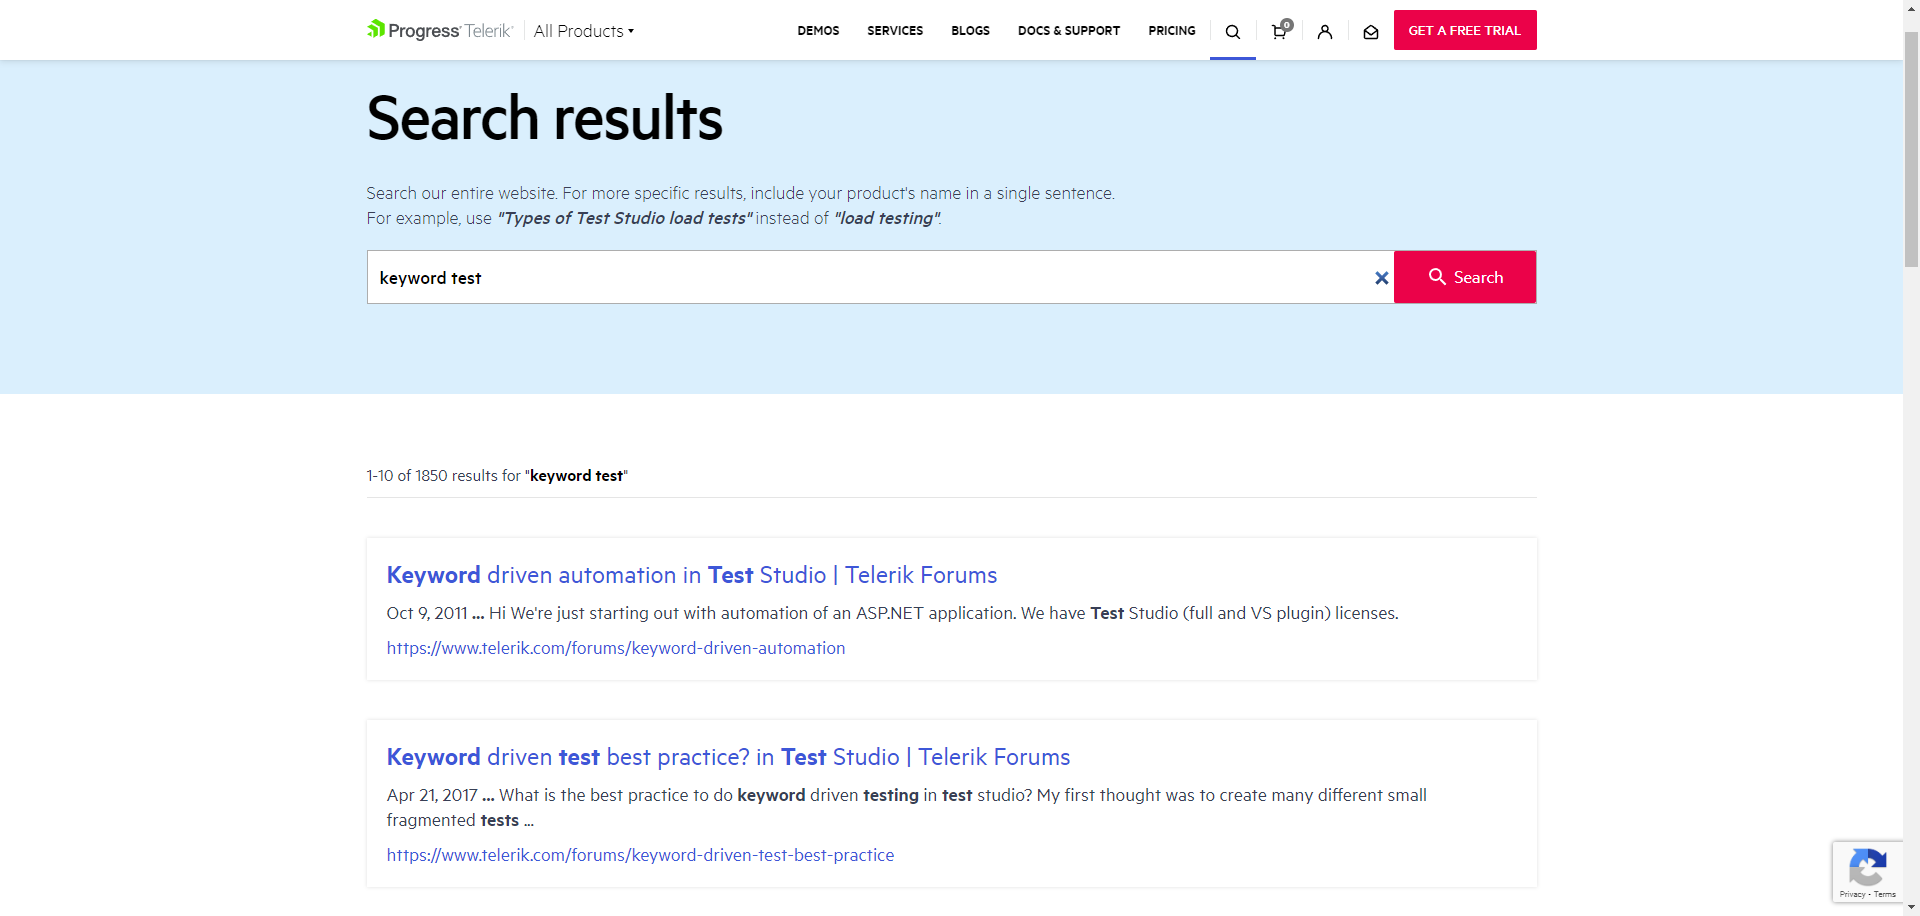 Progress Telerik All Products DEMOS SERVICES BLOGS DOCS & SUPPORT PRICING 0 GET A FREE TRIAL
Search results
Search our entire website. For more specific results, include your product's name in a single sentence.
For example, use "Types of Test Studio load tests" instead of "load testing".
keyword test Search
1-10 of 1850 results for "keyword test"
Keyword driven automation in Test Studio | Telerik Forums
Oct 9, 2011 ... Hi We're just starting out with automation of an ASP.NET application. We have Test Studio (full and VS plugin) licenses.
https://www.telerik.com/forums/keyword-driven-automation
Keyword driven test best practice? in Test Studio | Telerik Forums
Apr 21, 2017 ... What is the best practice to do keyword driven testing in test studio? My first thought was to create many different small
fragmented tests ...
https://www.telerik.com/forums/keyword-driven-test-best-practice
Privacy - Terms